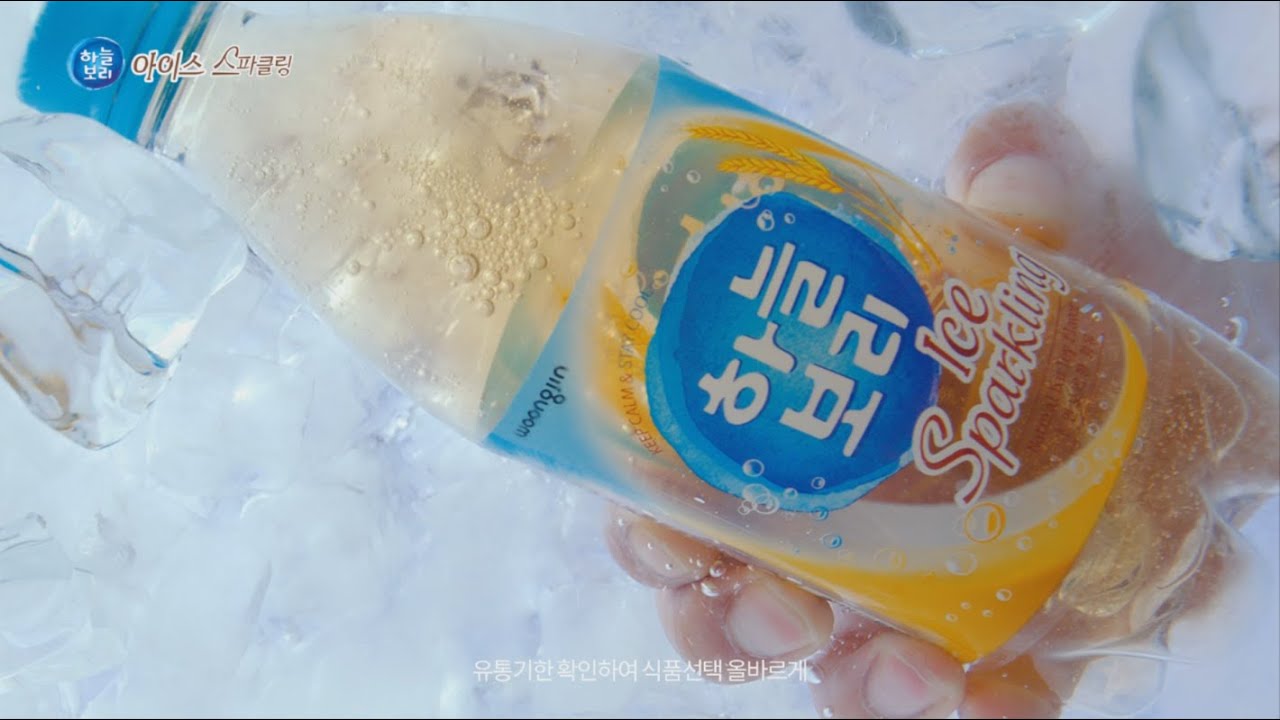 하늘
보리
아이스 스파클링
woongjin
KEEP CALM & STAY COOL
하늘
보리
Ice
Sparkling
유통기한 확인하여 식품선택 올바르게